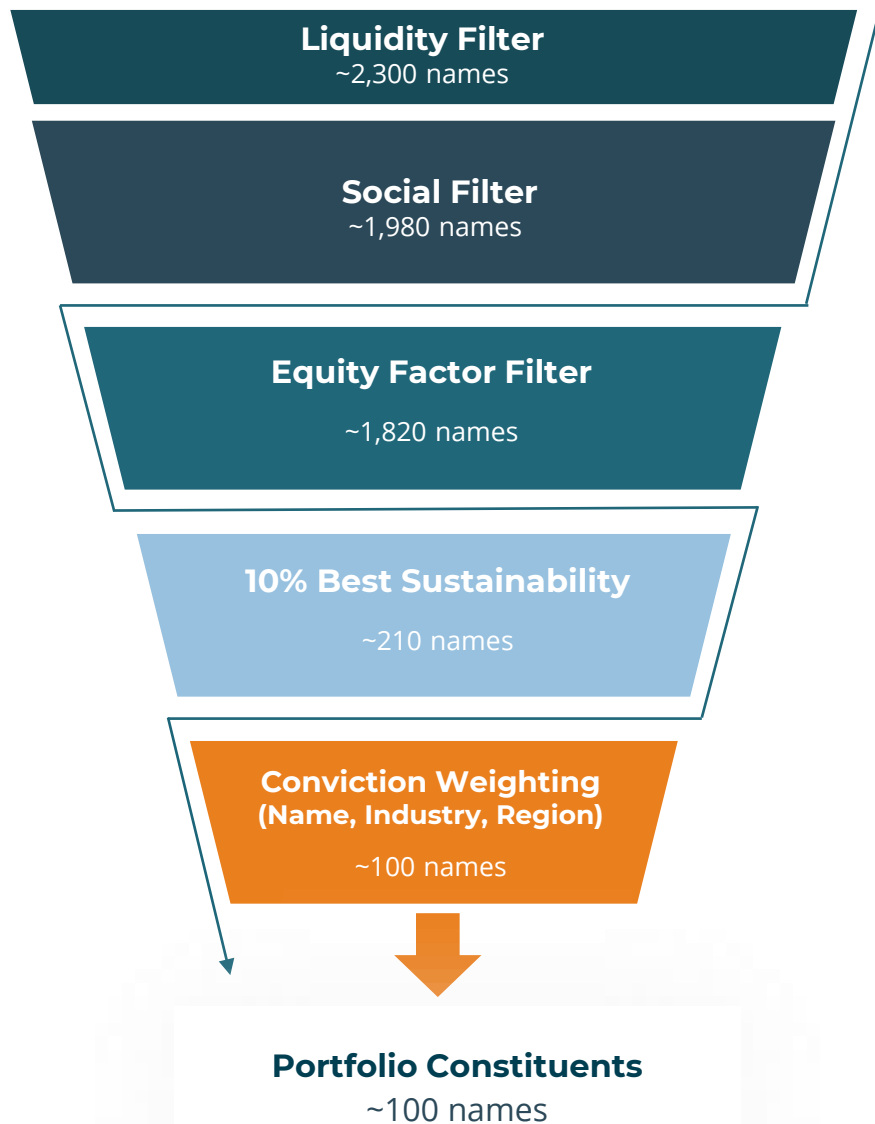 Liquidity Filter
~2,300 names
Social Filter
~1,980 names
Equity Factor Filter
~1,820 names
10% Best Sustainability
~210 names
Conviction Weighting
(Name, Industry, Region)
~100 names
Portfolio Constituents
~100 names